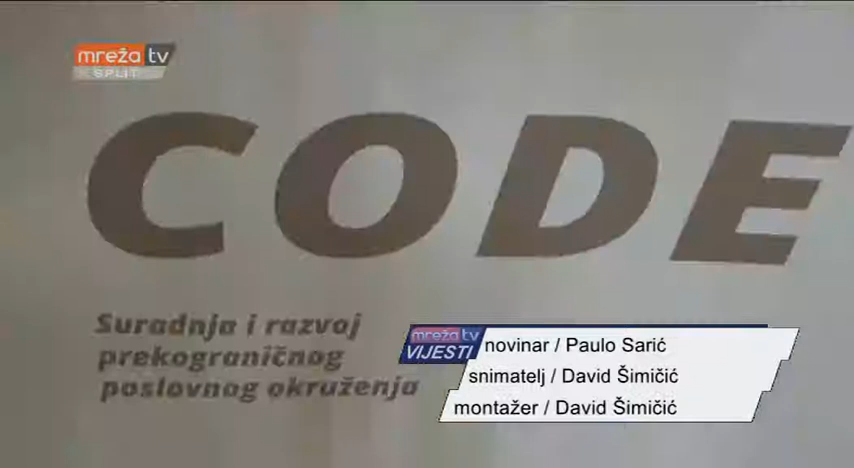 mreža tv
SPLIT
CODE
Suradnja i razvoj
prekograničnog
poslovnog okruženja
mreža tv
VIJESTI
novinar / Paulo Sarić
snimatelj / David Šimičić
montažer / David Šimičić